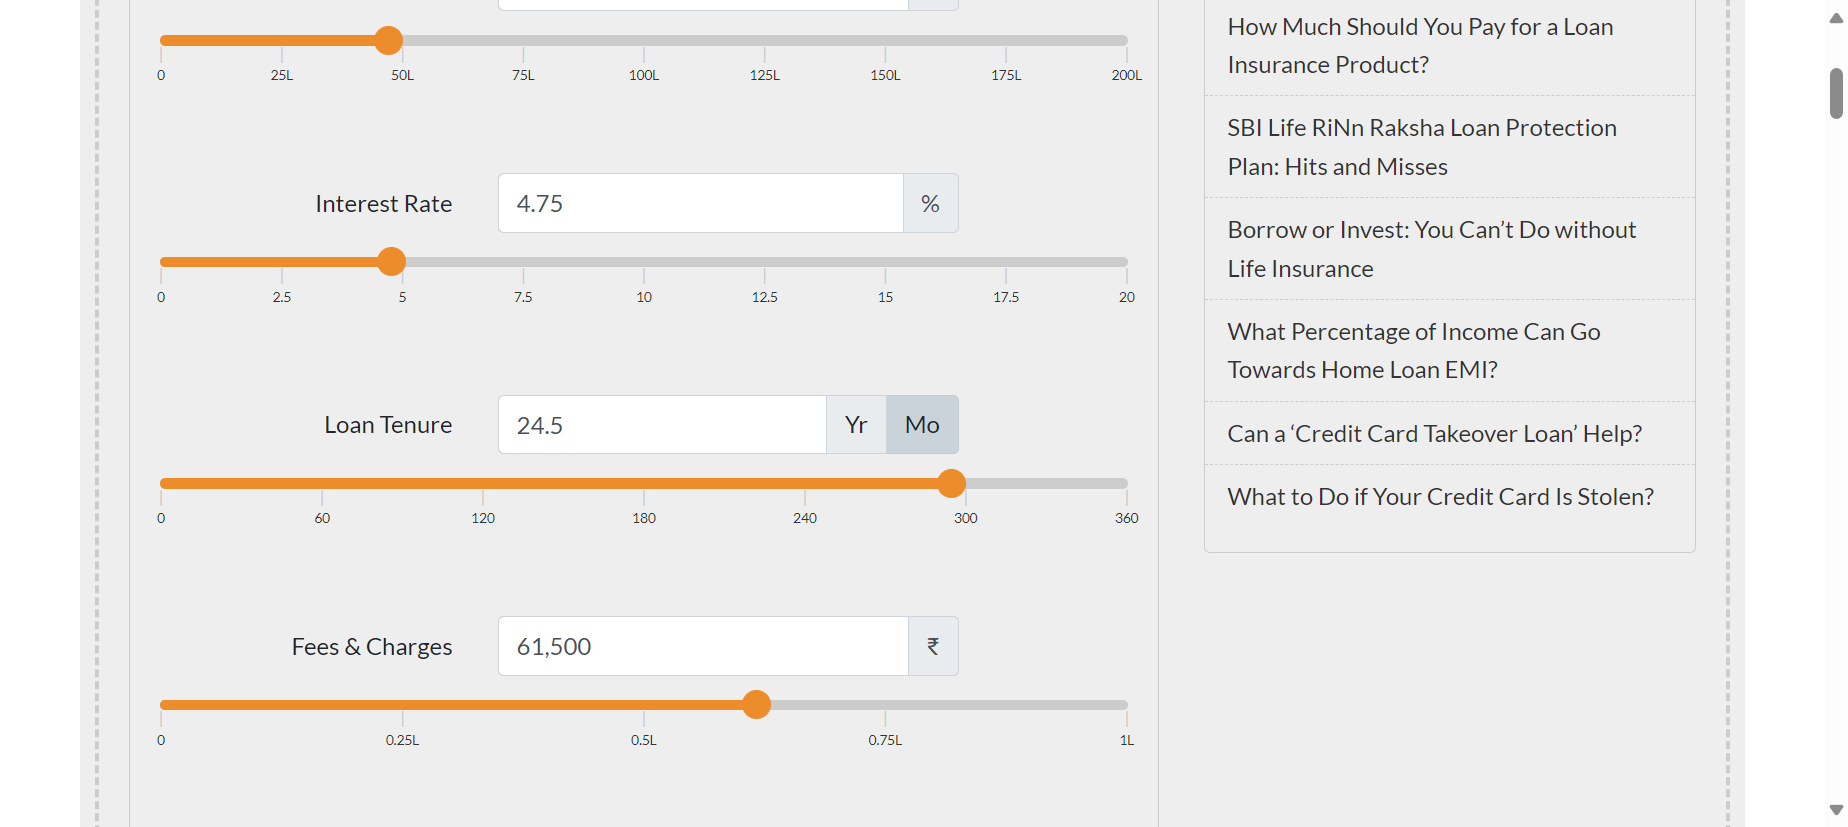 0 25L 50L 75L 100L 125L 150L 175L 200L
Interest Rate 4.75 %
0 2.5 5 7.5 10 12.5 15 17.5 20
Loan Tenure 24.5 Yr Mo
0 60 120 180 240 300 360
Fees & Charges 61,500 ₹
0 0.25L 0.5L 0.75L 1L
How Much Should You Pay for a Loan
Insurance Product?
SBI Life RiNn Raksha Loan Protection
Plan: Hits and Misses
Borrow or Invest: You Can’t Do without
Life Insurance
What Percentage of Income Can Go
Towards Home Loan EMI?
Can a ‘Credit Card Takeover Loan’ Help?
What to Do if Your Credit Card Is Stolen?